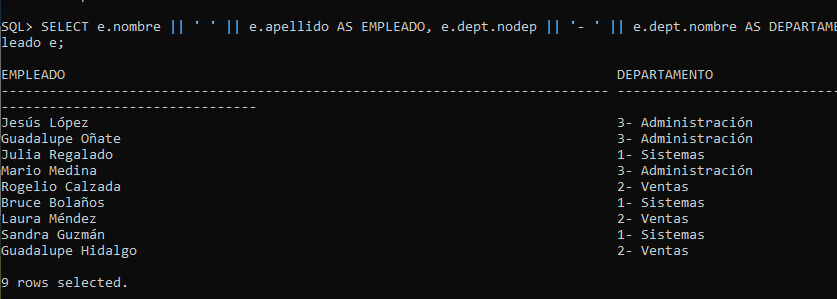 SQL> SELECT e.nombre || ' ' || e.apellido AS EMPLEADO, e.dept.nodep || '- ' || e.dept.nombre AS DEPARTAME
leado e;
EMPLEADO DEPARTAMENTO
---------------------------------------------------------------------------- ----------------------------
--------------------------------
Jesús López 3- Administración
Guadalupe Oñate 3- Administración
Julia Regalado 1- Sistemas
Mario Medina 3- Administración
Rogelio Calzada 2- Ventas
Bruce Bolaños 1- Sistemas
Laura Méndez 2- Ventas
Sandra Guzmán 1- Sistemas
Guadalupe Hidalgo 2- Ventas
9 rows selected.